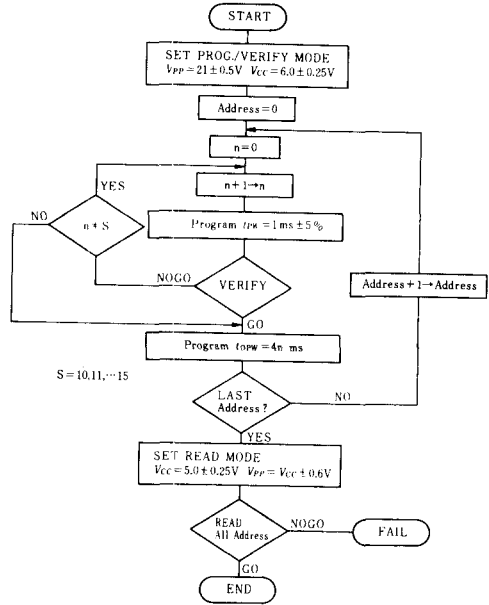 START
SET PROG./VERIFY MODE
VPP=21±0.5V VCC=6.0±0.25V
Address=0
n=0
YES
n+1→n
NO
n*S
Program tPW=1ms±5%
NOGO
VERIFY
Address+1→Address
GO
Program tOPW=4n ms
S=10,11,…15
LAST
Address?
NO
YES
SET READ MODE
VCC=5.0±0.25V VPP=VCC±0.6V
READ
All Address
NOGO
FAIL
GO
END